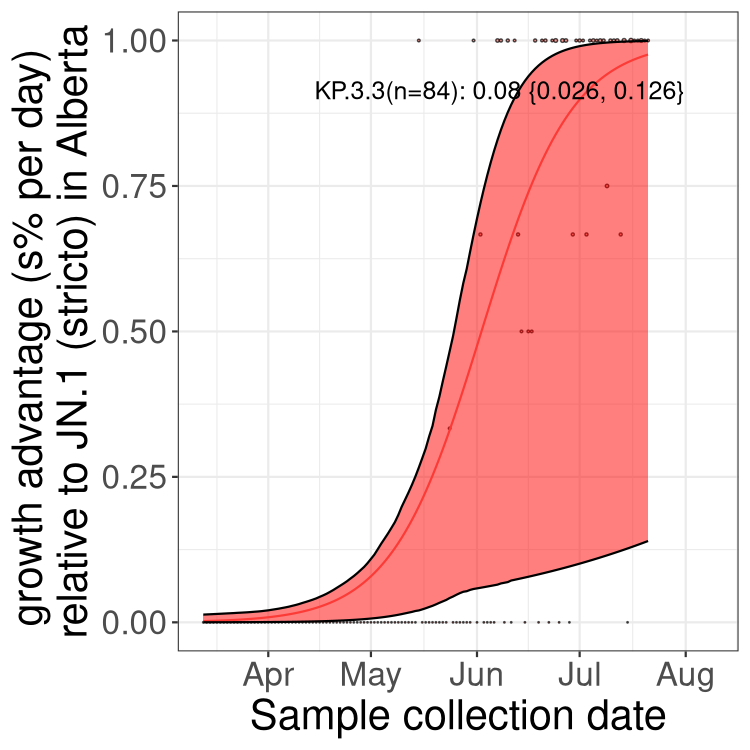 growth advantage (s% per day)
relative to JN.1 (stricto) in Alberta
1.00
0.75
0.50
0.25
0.00
KP.3.3(n=84): 0.08 {0.026, 0.126}
Apr May Jun Jul Aug
Sample collection date